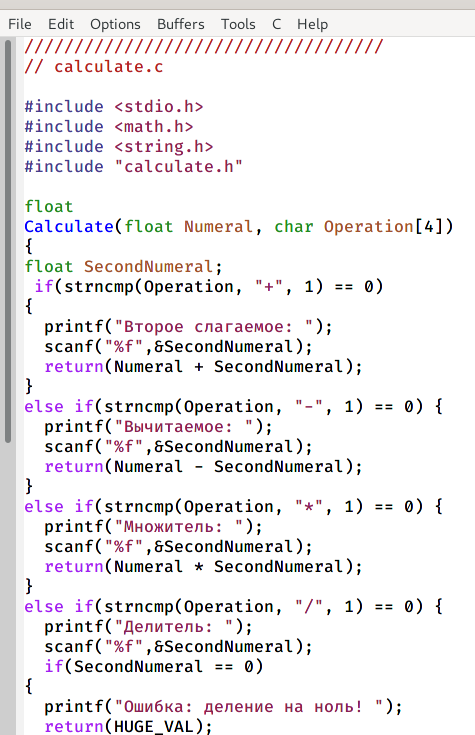 File Edit Options Buffers Tools C Help
////////////////////////////////////
// calculate.c
#include <stdio.h>
#include <math.h>
#include <string.h>
#include "calculate.h"
float
Calculate(float Numeral, char Operation[4])
{
float SecondNumeral;
if(strncmp(Operation, "+", 1) == 0)
{
printf("Второе слагаемое: ");
scanf("%f",&SecondNumeral);
return(Numeral + SecondNumeral);
}
else if(strncmp(Operation, "-", 1) == 0) {
printf("Вычитаемое: ");
scanf("%f",&SecondNumeral);
return(Numeral - SecondNumeral);
}
else if(strncmp(Operation, "*", 1) == 0) {
printf("Множитель: ");
scanf("%f",&SecondNumeral);
return(Numeral * SecondNumeral);
}
else if(strncmp(Operation, "/", 1) == 0) {
printf("Делитель: ");
scanf("%f",&SecondNumeral);
if(SecondNumeral == 0)
{
printf("Ошибка: деление на ноль! ");
return(HUGE_VAL);